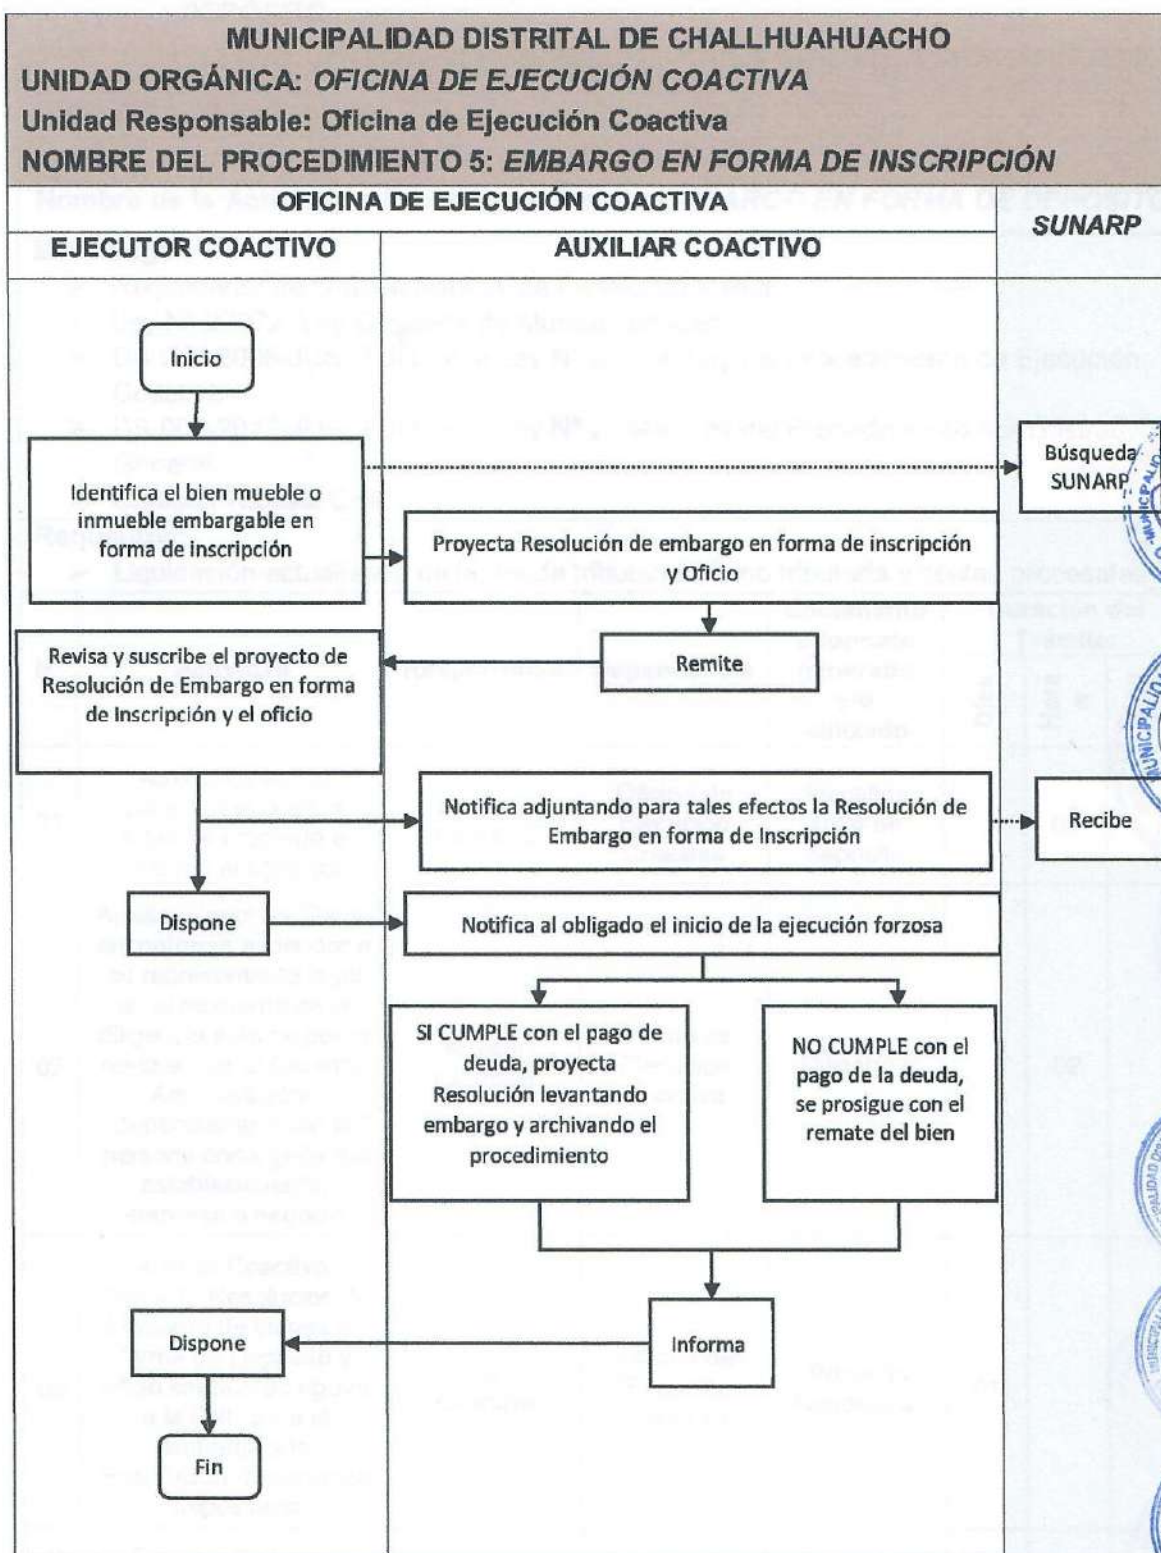 MUNICIPALIDAD DISTRITAL DE CHALLHUAHUACHO
UNIDAD ORGÁNICA: OFICINA DE EJECUCIÓN COACTIVA
Unidad Responsable: Oficina de Ejecución Coactiva
NOMBRE DEL PROCEDIMIENTO 5: EMBARGO EN FORMA DE INSCRIPCIÓN
OFICINA DE EJECUCIÓN COACTIVA
SUNARP
EJECUTOR COACTIVO
AUXILIAR COACTIVO
Inicio
Identifica el bien mueble o
inmueble embargable en
forma de inscripción
Búsqueda
SUNARP
Proyecta Resolución de embargo en forma de inscripción
y Oficio
Remite
Revisa y suscribe el proyecto de
Resolución de Embargo en forma
de Inscripción y el oficio
Notifica adjuntando para tales efectos la Resolución de
Embargo en forma de Inscripción
Recibe
Dispone
Notifica al obligado el inicio de la ejecución forzosa
SI CUMPLE con el pago de
deuda, proyecta
Resolución levantando
embargo y archivando el
procedimiento
NO CUMPLE con el
pago de la deuda,
se prosigue con el
remate del bien
Informa
Dispone
Fin